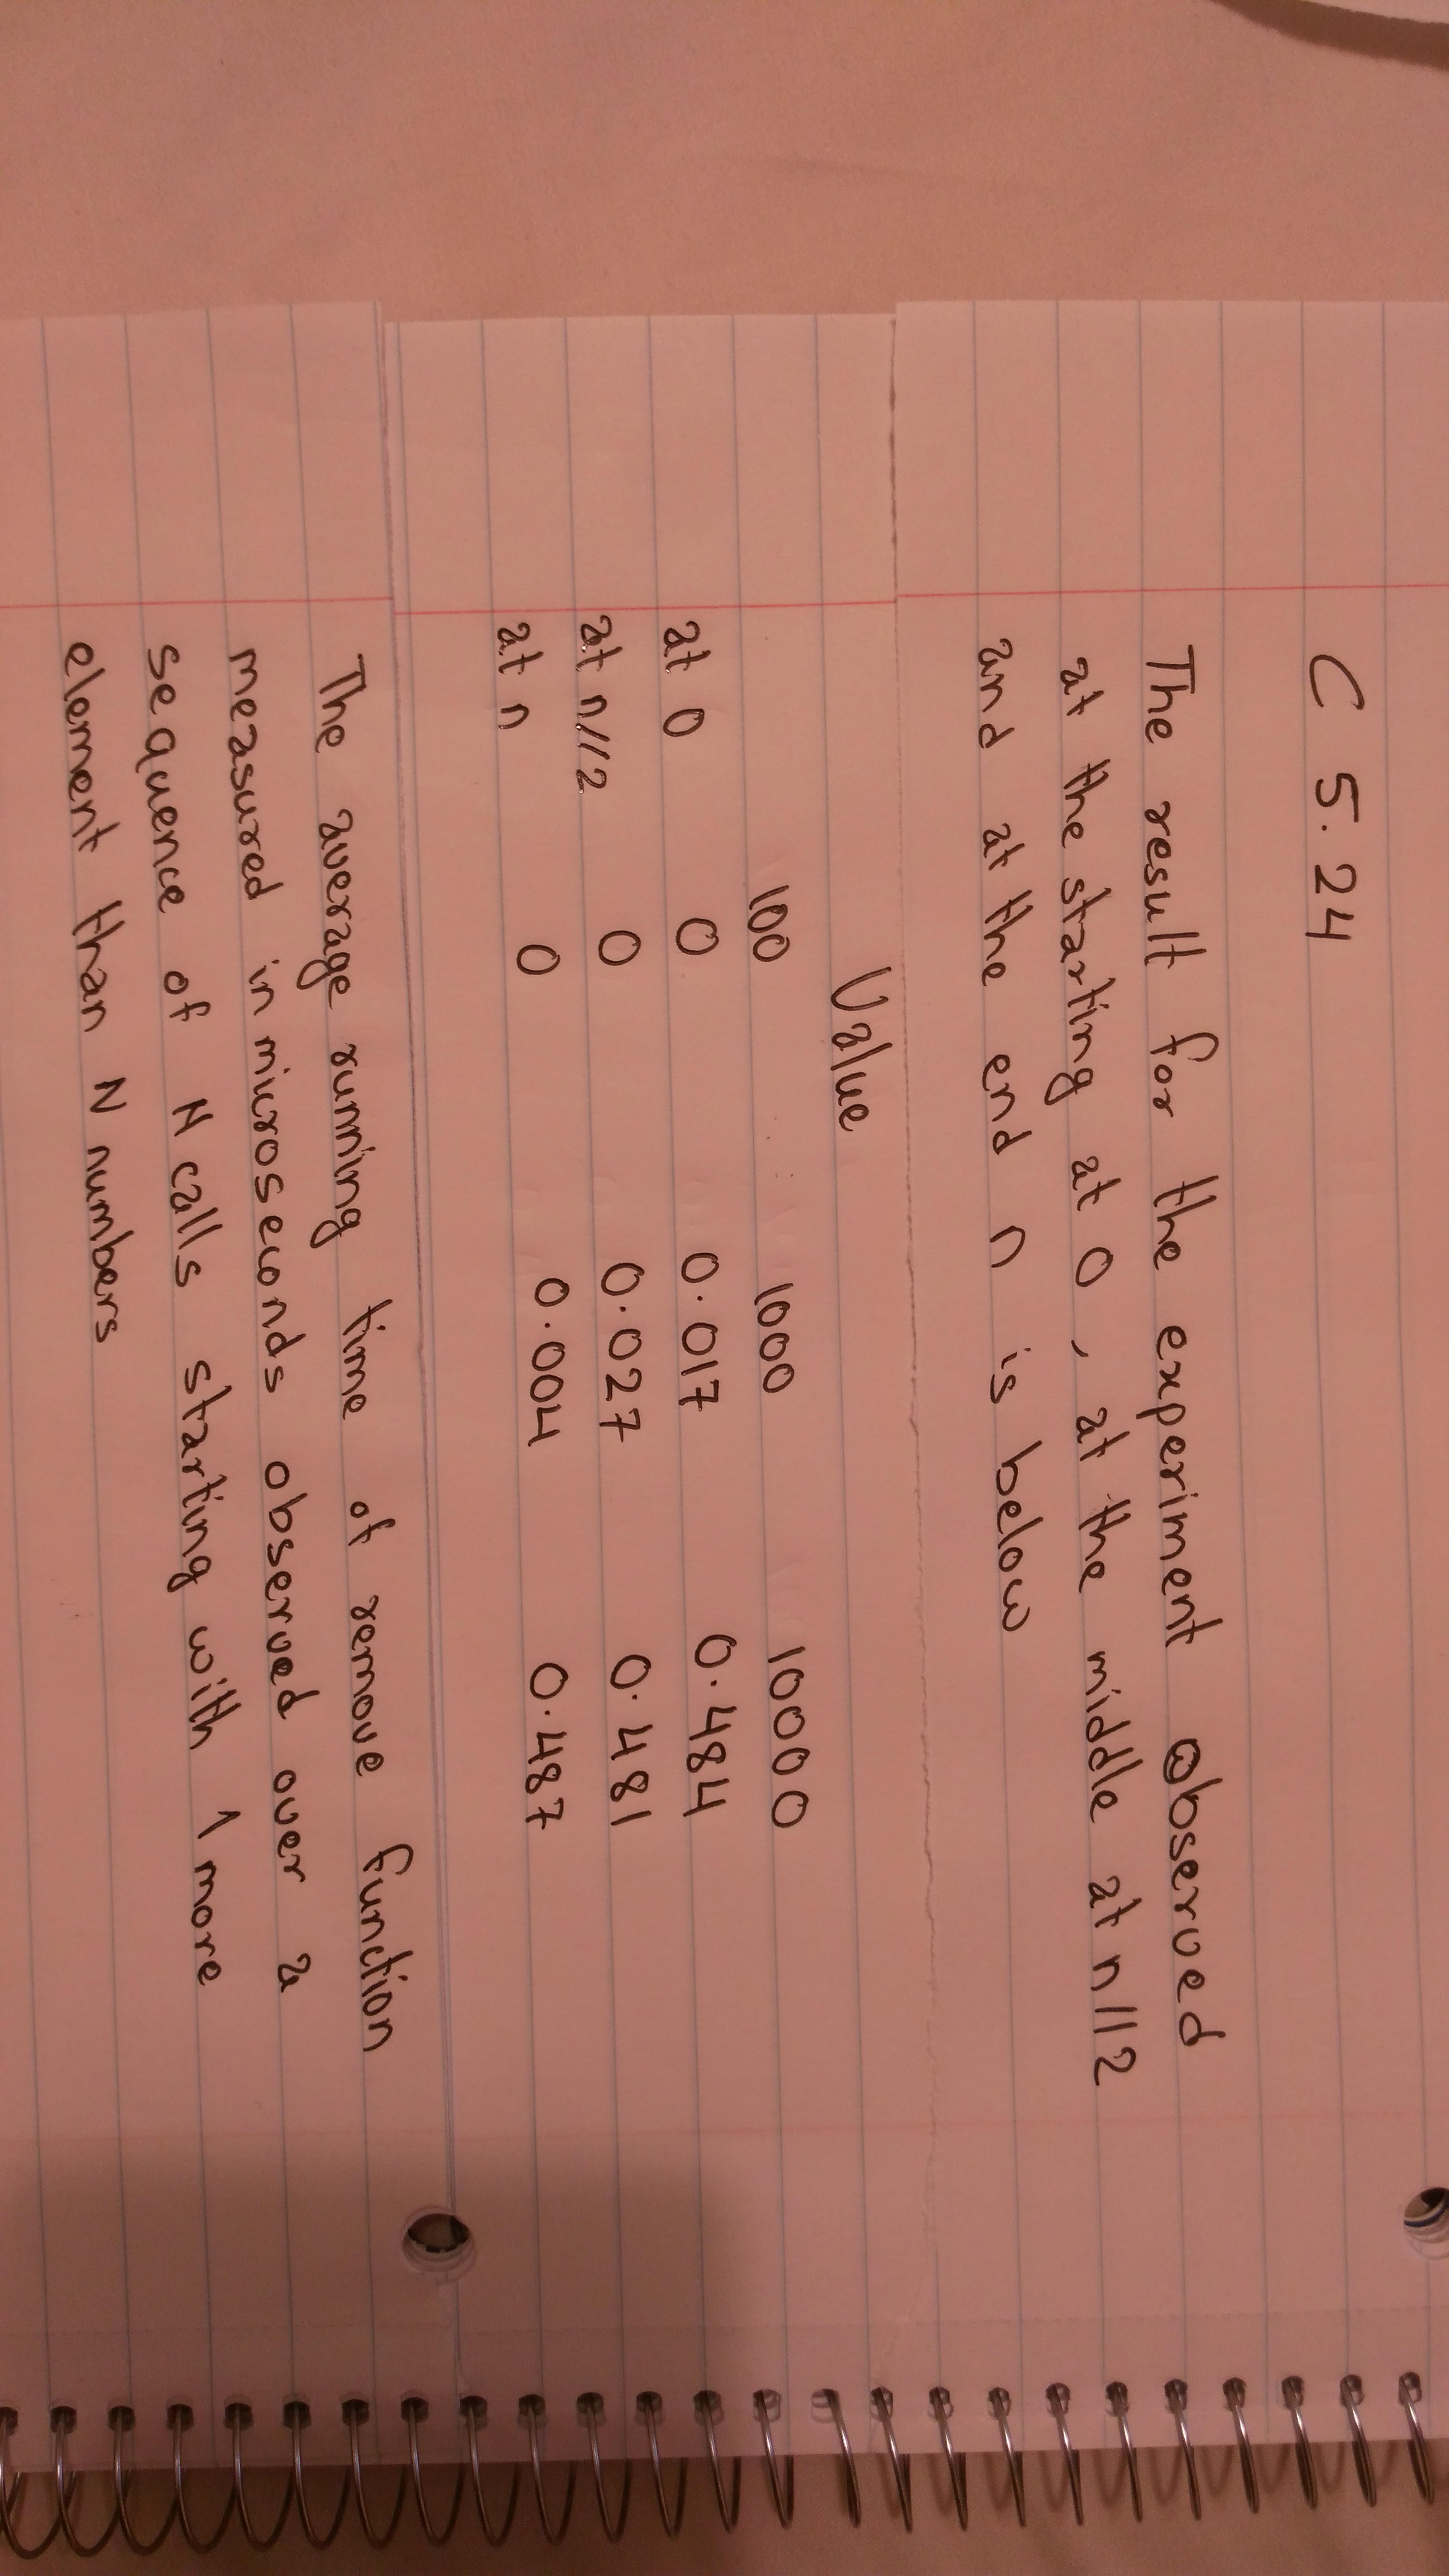 C 5.24
The result for the experiment observed
at the starting at 0, at the middle at n//2
and at the end n is below
Value
100 1000 10000
at 0 0 0.017 0.484
at n//2 0 0.027 0.481
at n 0 0.004 0.487
The average running time of remove function
measured in microseconds observed over a
sequence of N calls starting with 1 more
element than N numbers